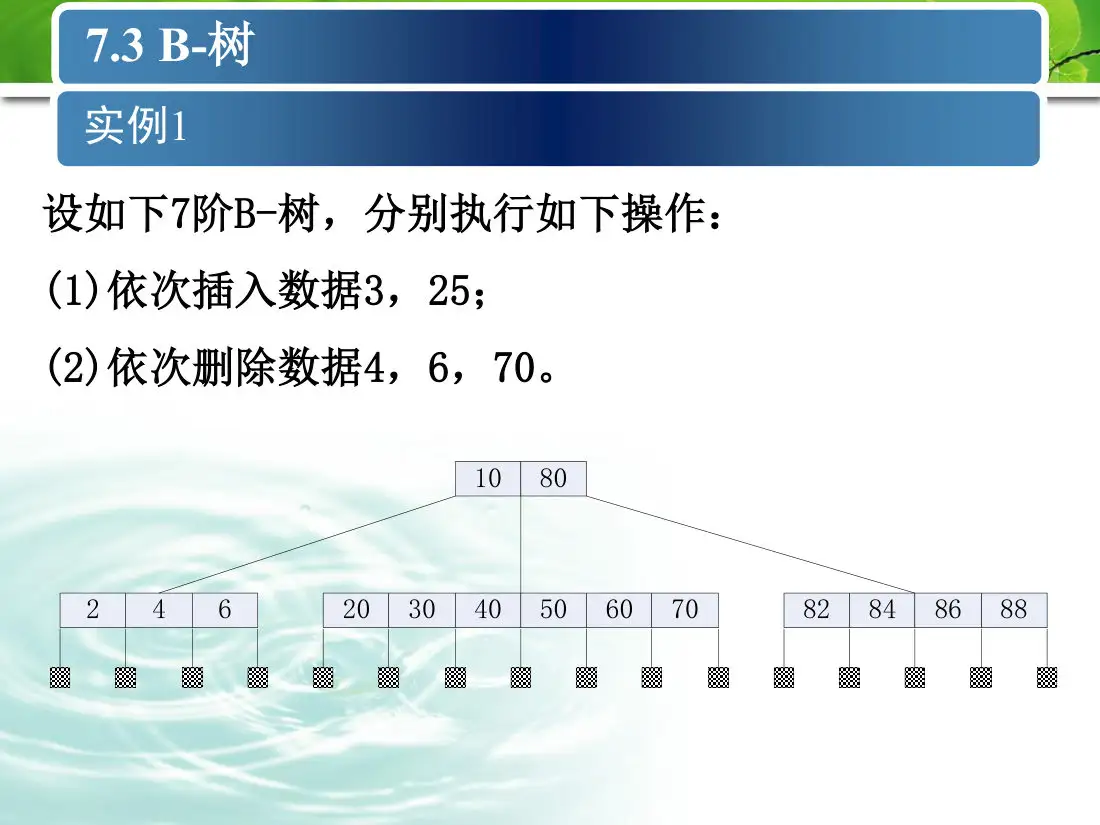 7.3 B-树
实例1
设如下7阶B-树，分别执行如下操作：
(1)依次插入数据3，25；
(2)依次删除数据4，6，70。
10 80
2 4 6 20 30 40 50 60 70 82 84 86 88